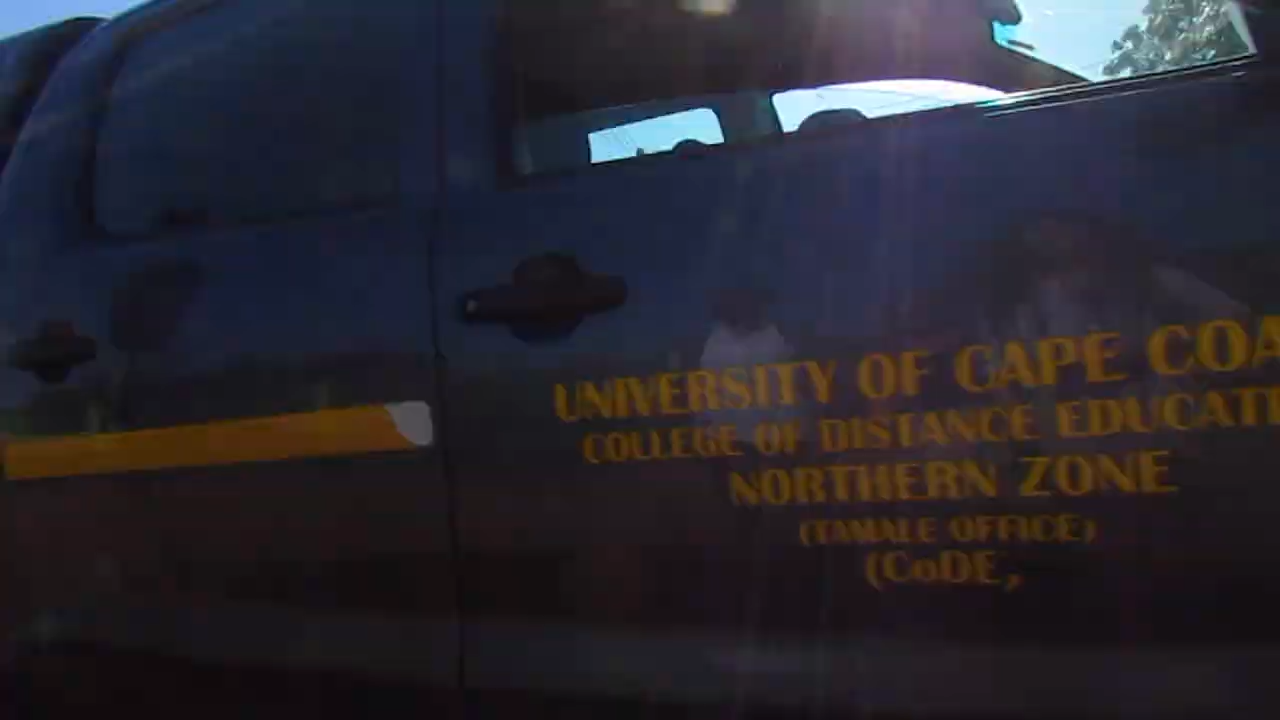 UNIVERSITY OF CAPE COA
COLLEGE OF DISTANCE EDUCATI
NORTHERN ZONE
(TAMALE OFFICE)
(CoDE,